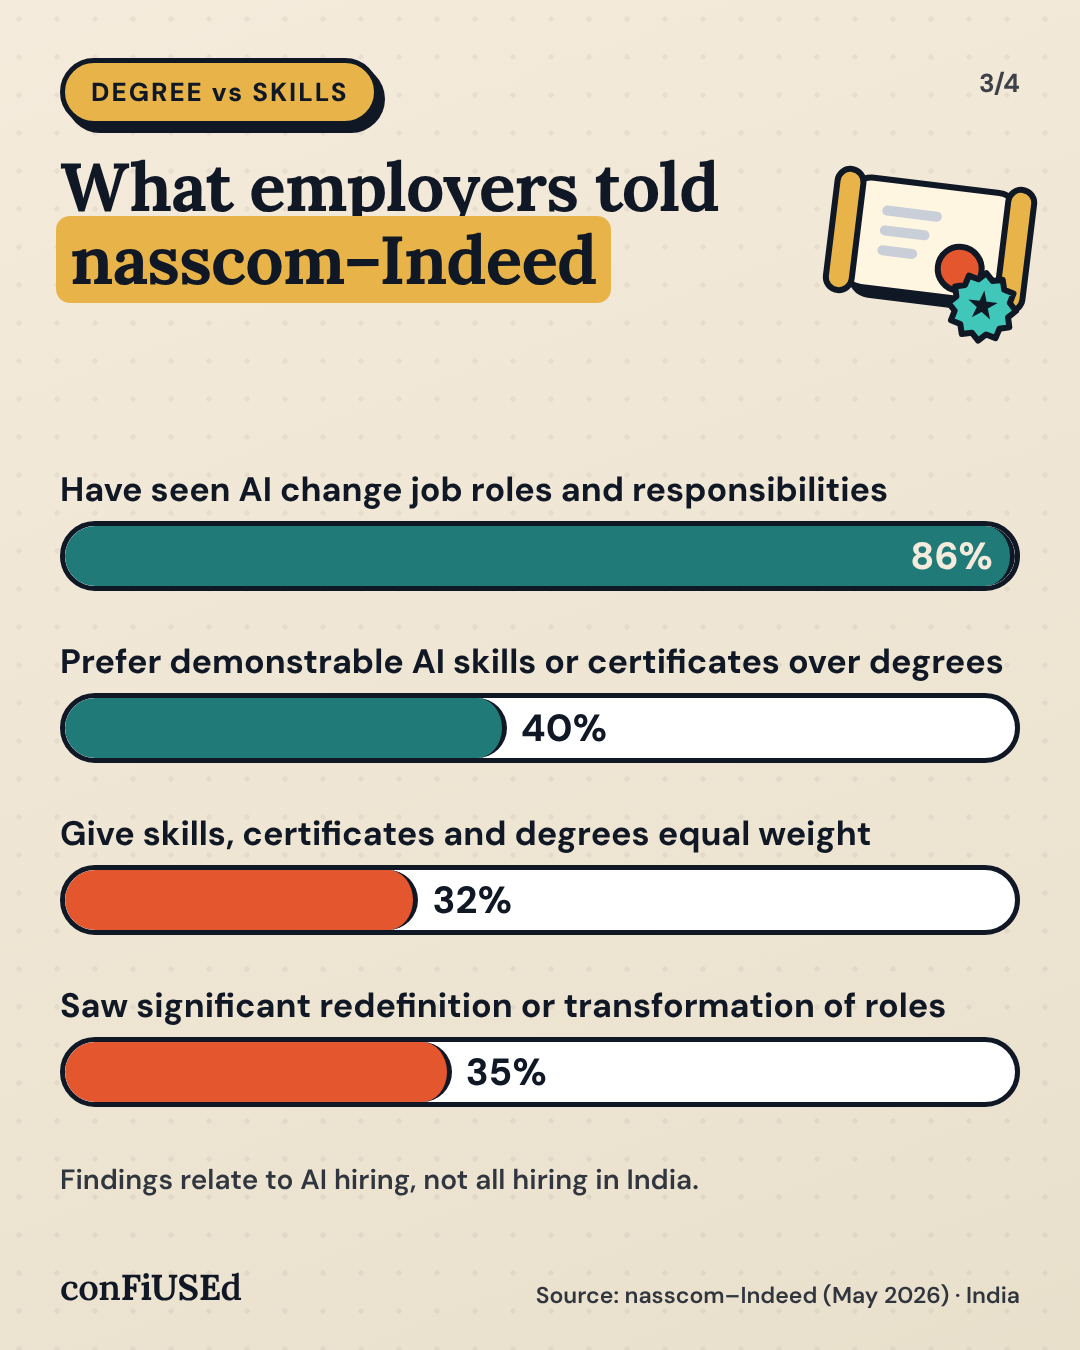 DEGREE vs SKILLS
3/4
What employers told
nasscom–Indeed
Have seen AI change job roles and responsibilities
86%
Prefer demonstrable AI skills or certificates over degrees
40%
Give skills, certificates and degrees equal weight
32%
Saw significant redefinition or transformation of roles
35%
Findings relate to AI hiring, not all hiring in India.
conFiUSEd
Source: nasscom–Indeed (May 2026) · India